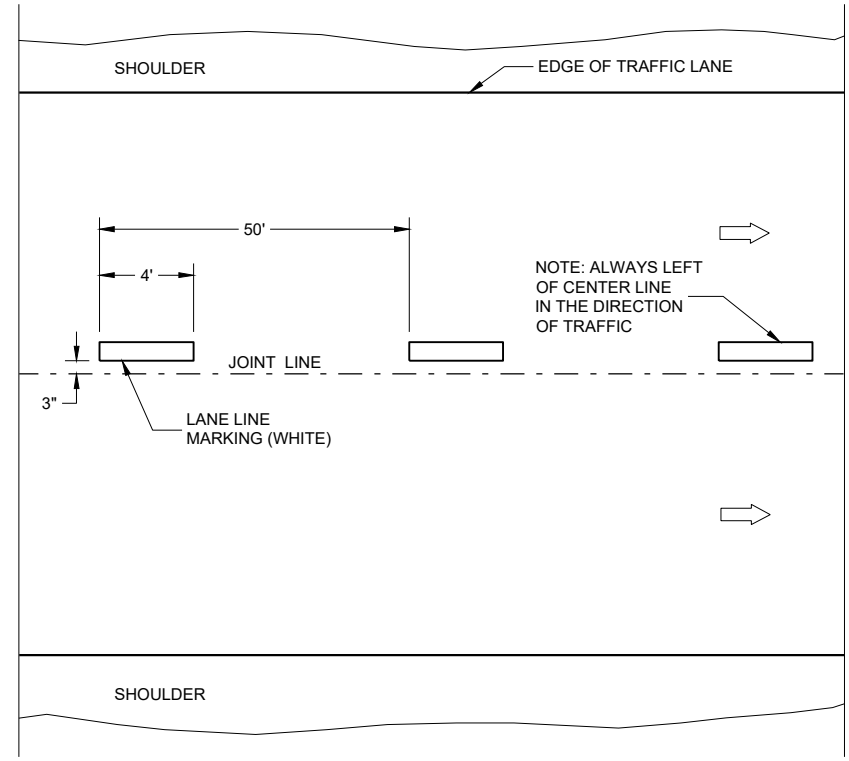 SHOULDER
EDGE OF TRAFFIC LANE
50'
4'
NOTE: ALWAYS LEFT
OF CENTER LINE
IN THE DIRECTION
OF TRAFFIC
JOINT LINE
3"
LANE LINE
MARKING (WHITE)
SHOULDER